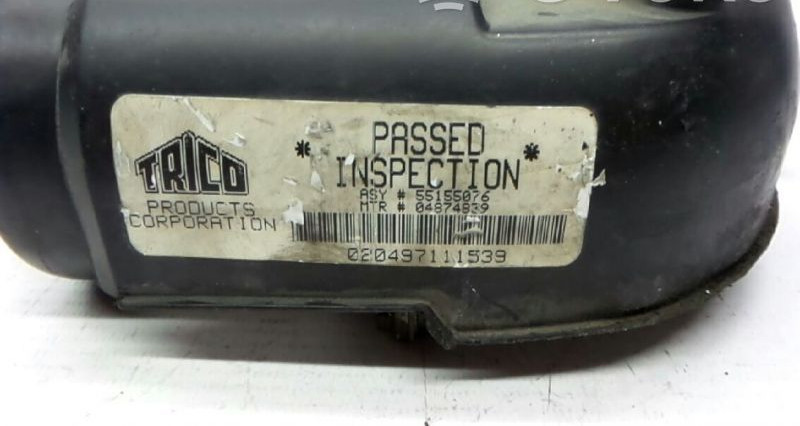 TRICO
PRODUCTS
CORPORATION
* PASSED *
INSPECTION
ASY # 55155076
MTR # 04874839
020497111539